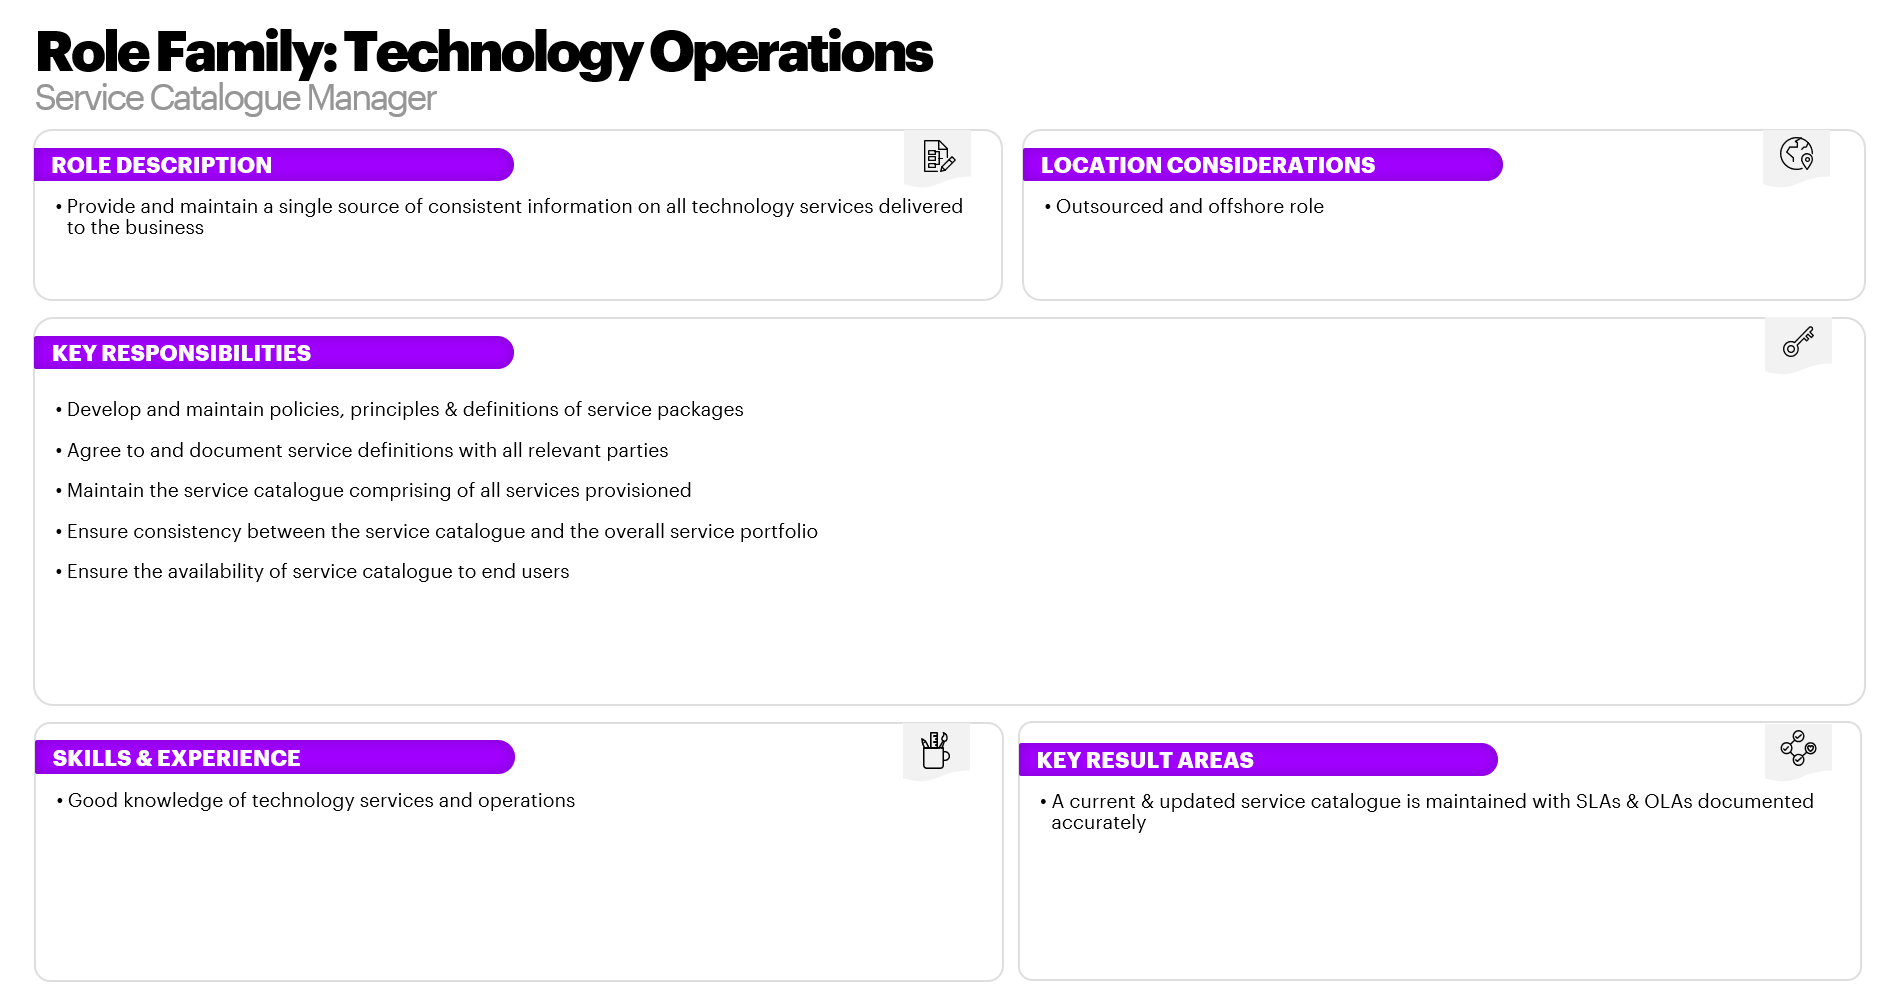 Role Family: Technology Operations
Service Catalogue Manager
ROLE DESCRIPTION
• Provide and maintain a single source of consistent information on all technology services delivered
to the business
LOCATION CONSIDERATIONS
• Outsourced and offshore role
KEY RESPONSIBILITIES
• Develop and maintain policies, principles & definitions of service packages
• Agree to and document service definitions with all relevant parties
• Maintain the service catalogue comprising of all services provisioned
• Ensure consistency between the service catalogue and the overall service portfolio
• Ensure the availability of service catalogue to end users
SKILLS & EXPERIENCE
• Good knowledge of technology services and operations
KEY RESULT AREAS
• A current & updated service catalogue is maintained with SLAs & OLAs documented
accurately